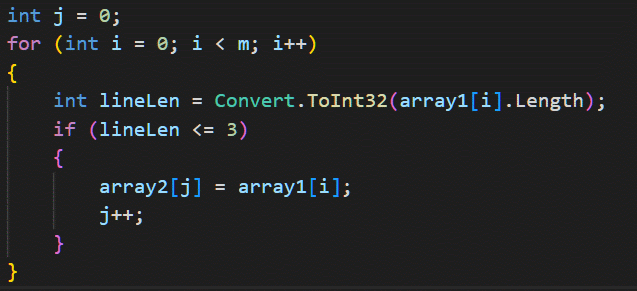 int j = 0;
for (int i = 0; i < m; i++)
{
    int lineLen = Convert.ToInt32(array1[i].Length);
    if (lineLen <= 3)
    {
        array2[j] = array1[i];
        j++;
    }
}